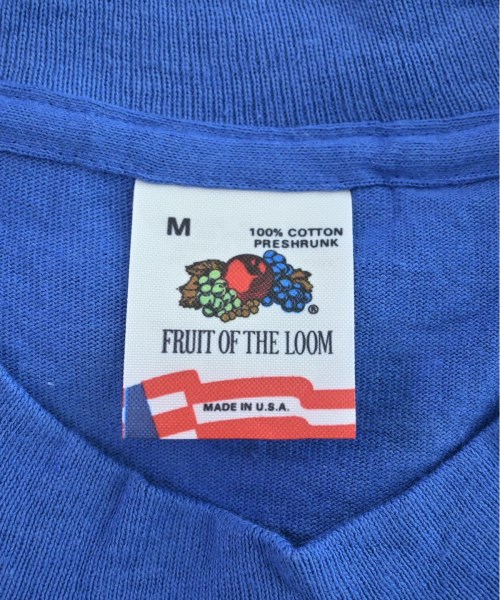 M
100% COTTON
PRESHRUNK
®
FRUIT OF THE LOOM
MADE IN U.S.A.